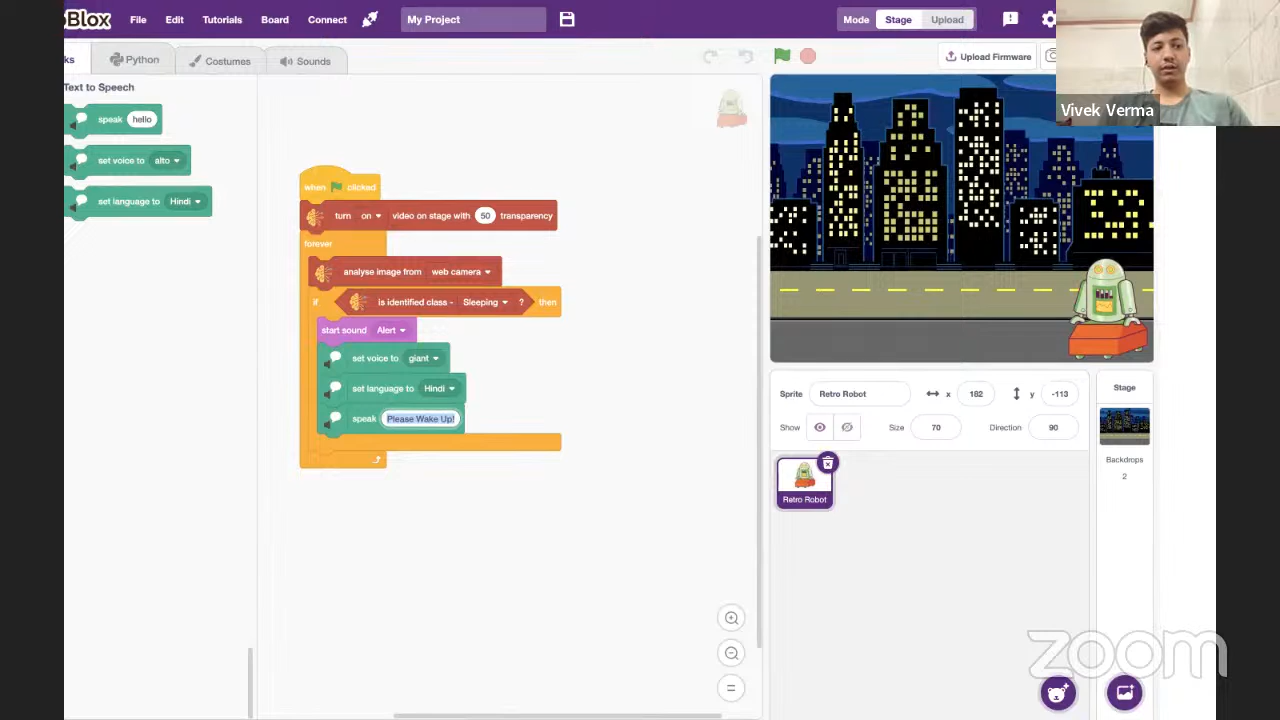 oBlox File Edit Tutorials Board Connect My Project Mode Stage Upload
ks Python Costumes Sounds Upload Firmware
Vivek Verma
Text to Speech
speak hello
set voice to alto
set language to Hindi
when clicked
turn on video on stage with 50 transparency
forever
analyse image from web camera
if is identified class - Sleeping ? then
start sound Alert
set voice to giant
set language to Hindi
speak Please Wake Up!
Sprite Retro Robot x 182 y -113
Show Size 70 Direction 90
Retro Robot
Stage
Backdrops
2
zoom